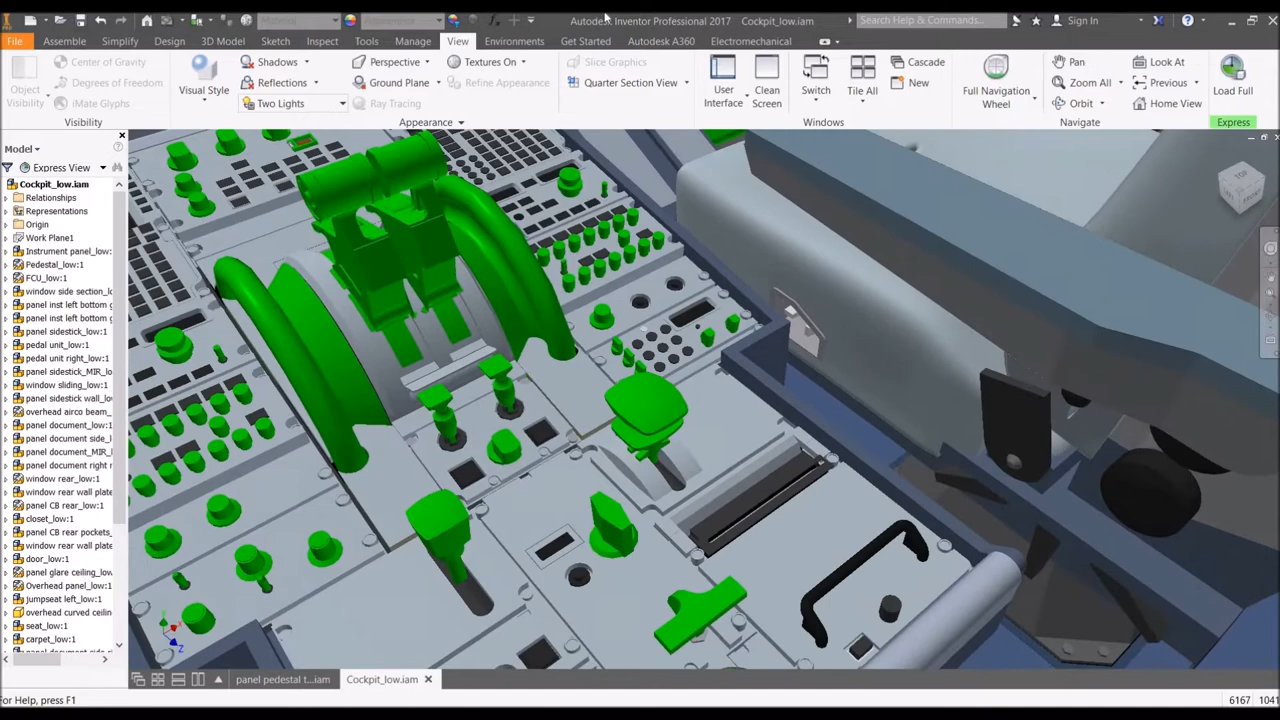 Material
Appearance
Autodesk Inventor Professional 2017 Cockpit_low.iam
Search Help & Commands...
Sign In
File
Assemble
Simplify
Design
3D Model
Sketch
Inspect
Tools
Manage
View
Environments
Get Started
Autodesk A360
Electromechanical
Object Visibility
Center of Gravity
Degrees of Freedom
iMate Glyphs
Visibility
Visual Style
Shadows
Reflections
Two Lights
Perspective
Ground Plane
Ray Tracing
Textures On
Refine Appearance
Appearance
Slice Graphics
Quarter Section View
User Interface
Clean Screen
Switch
Tile All
Cascade
New
Windows
Full Navigation Wheel
Pan
Zoom All
Orbit
Look At
Previous
Home View
Navigate
Load Full
Express
Model
Express View
Cockpit_low.iam
Relationships
Representations
Origin
Work Plane1
Instrument panel_low:
Pedestal_low:1
FCU_low:1
window side section_lo
panel inst left bottom g
panel inst left bottom g
panel sidestick_low:1
pedal unit_low:1
pedal unit right_low:1
panel sidestick_MIR_lo
window sliding_low:1
panel sidestick wall_low
overhead airco beam_
panel document_low:1
panel document side_lo
panel document_MIR_l
panel document right r
window rear_low:1
window rear wall plate
panel CB rear_low:1
closet_low:1
panel CB rear pockets_
window rear wall plate
door_low:1
panel glare ceiling_low
Overhead panel_low:1
jumpseat left_low:1
overhead curved ceilin
seat_low:1
carpet_low:1
TOP
panel pedestal t...iam
Cockpit_low.iam
For Help, press F1
6167
1041